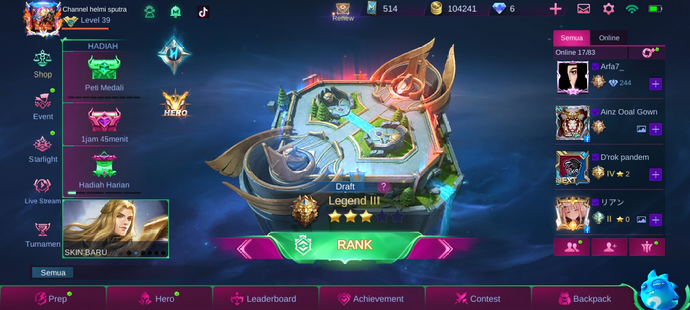 Channel helmi sputra
Level 39
Review
514
104241
6
Shop
Event
Starlight
Live Stream
Turnamen
HADIAH
Peti Medali
1jam 45menit
Hadiah Harian
SKIN BARU
Semua
HERO
Draft
?
Legend III
RANK
Semua
Online
Online 17/83
Arfa7_
244
Ainz Ooal Gown
D'rok pandem
IV 2
リアン
II 0
Prep
Hero
Leaderboard
Achievement
Contest
Backpack